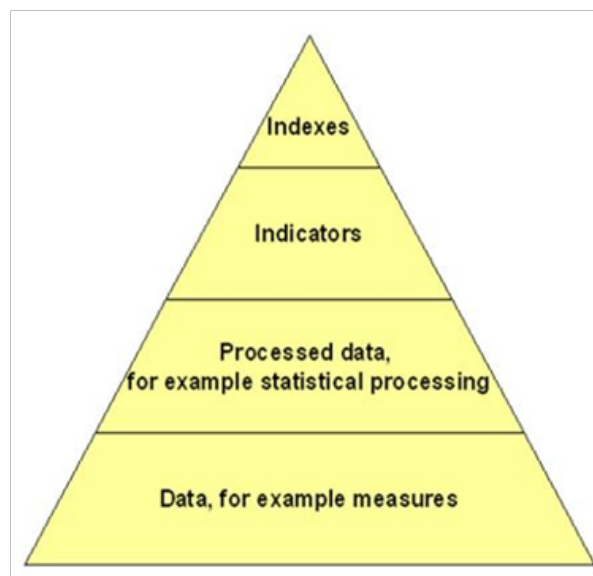 Indexes
Indicators
Processed data,
for example statistical processing
Data, for example measures